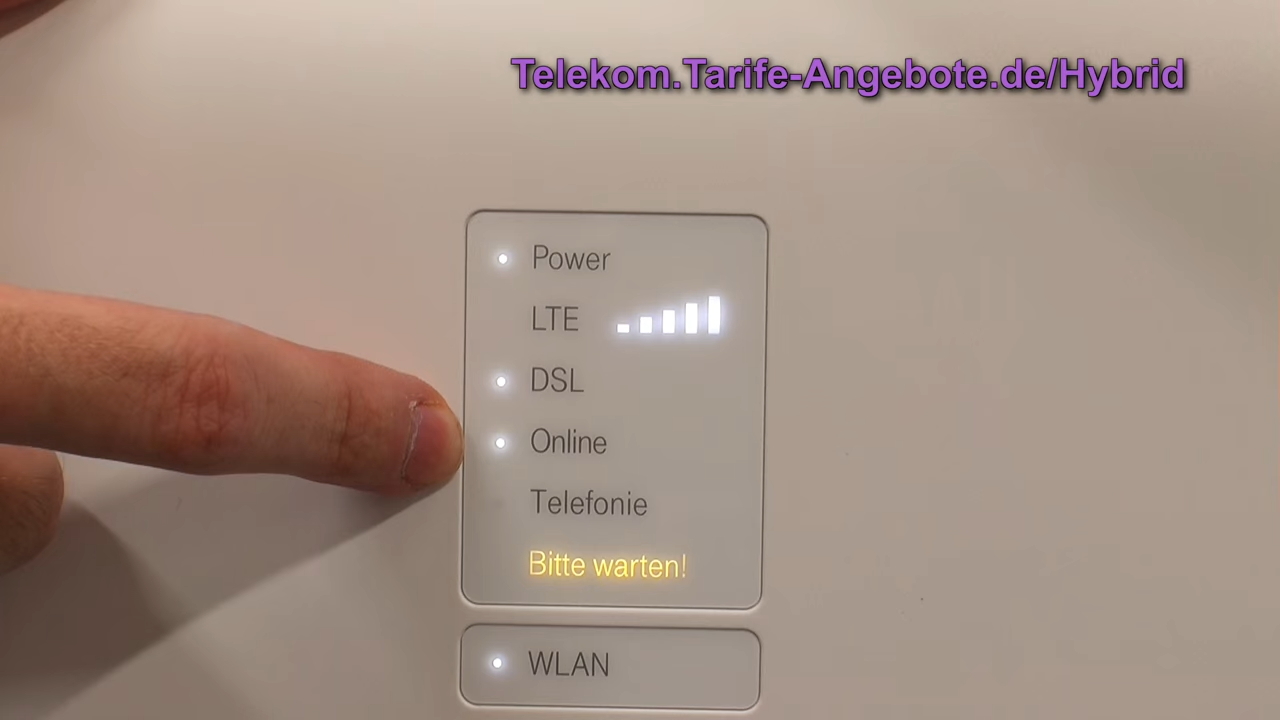 Telekom.Tarife-Angebote.de/Hybrid
Power
LTE
DSL
Online
Telefonie
Bitte warten!
WLAN